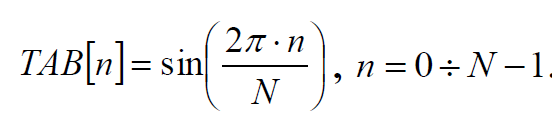 TAB[n] = sin(2π · n / N), n = 0 ÷ N − 1.